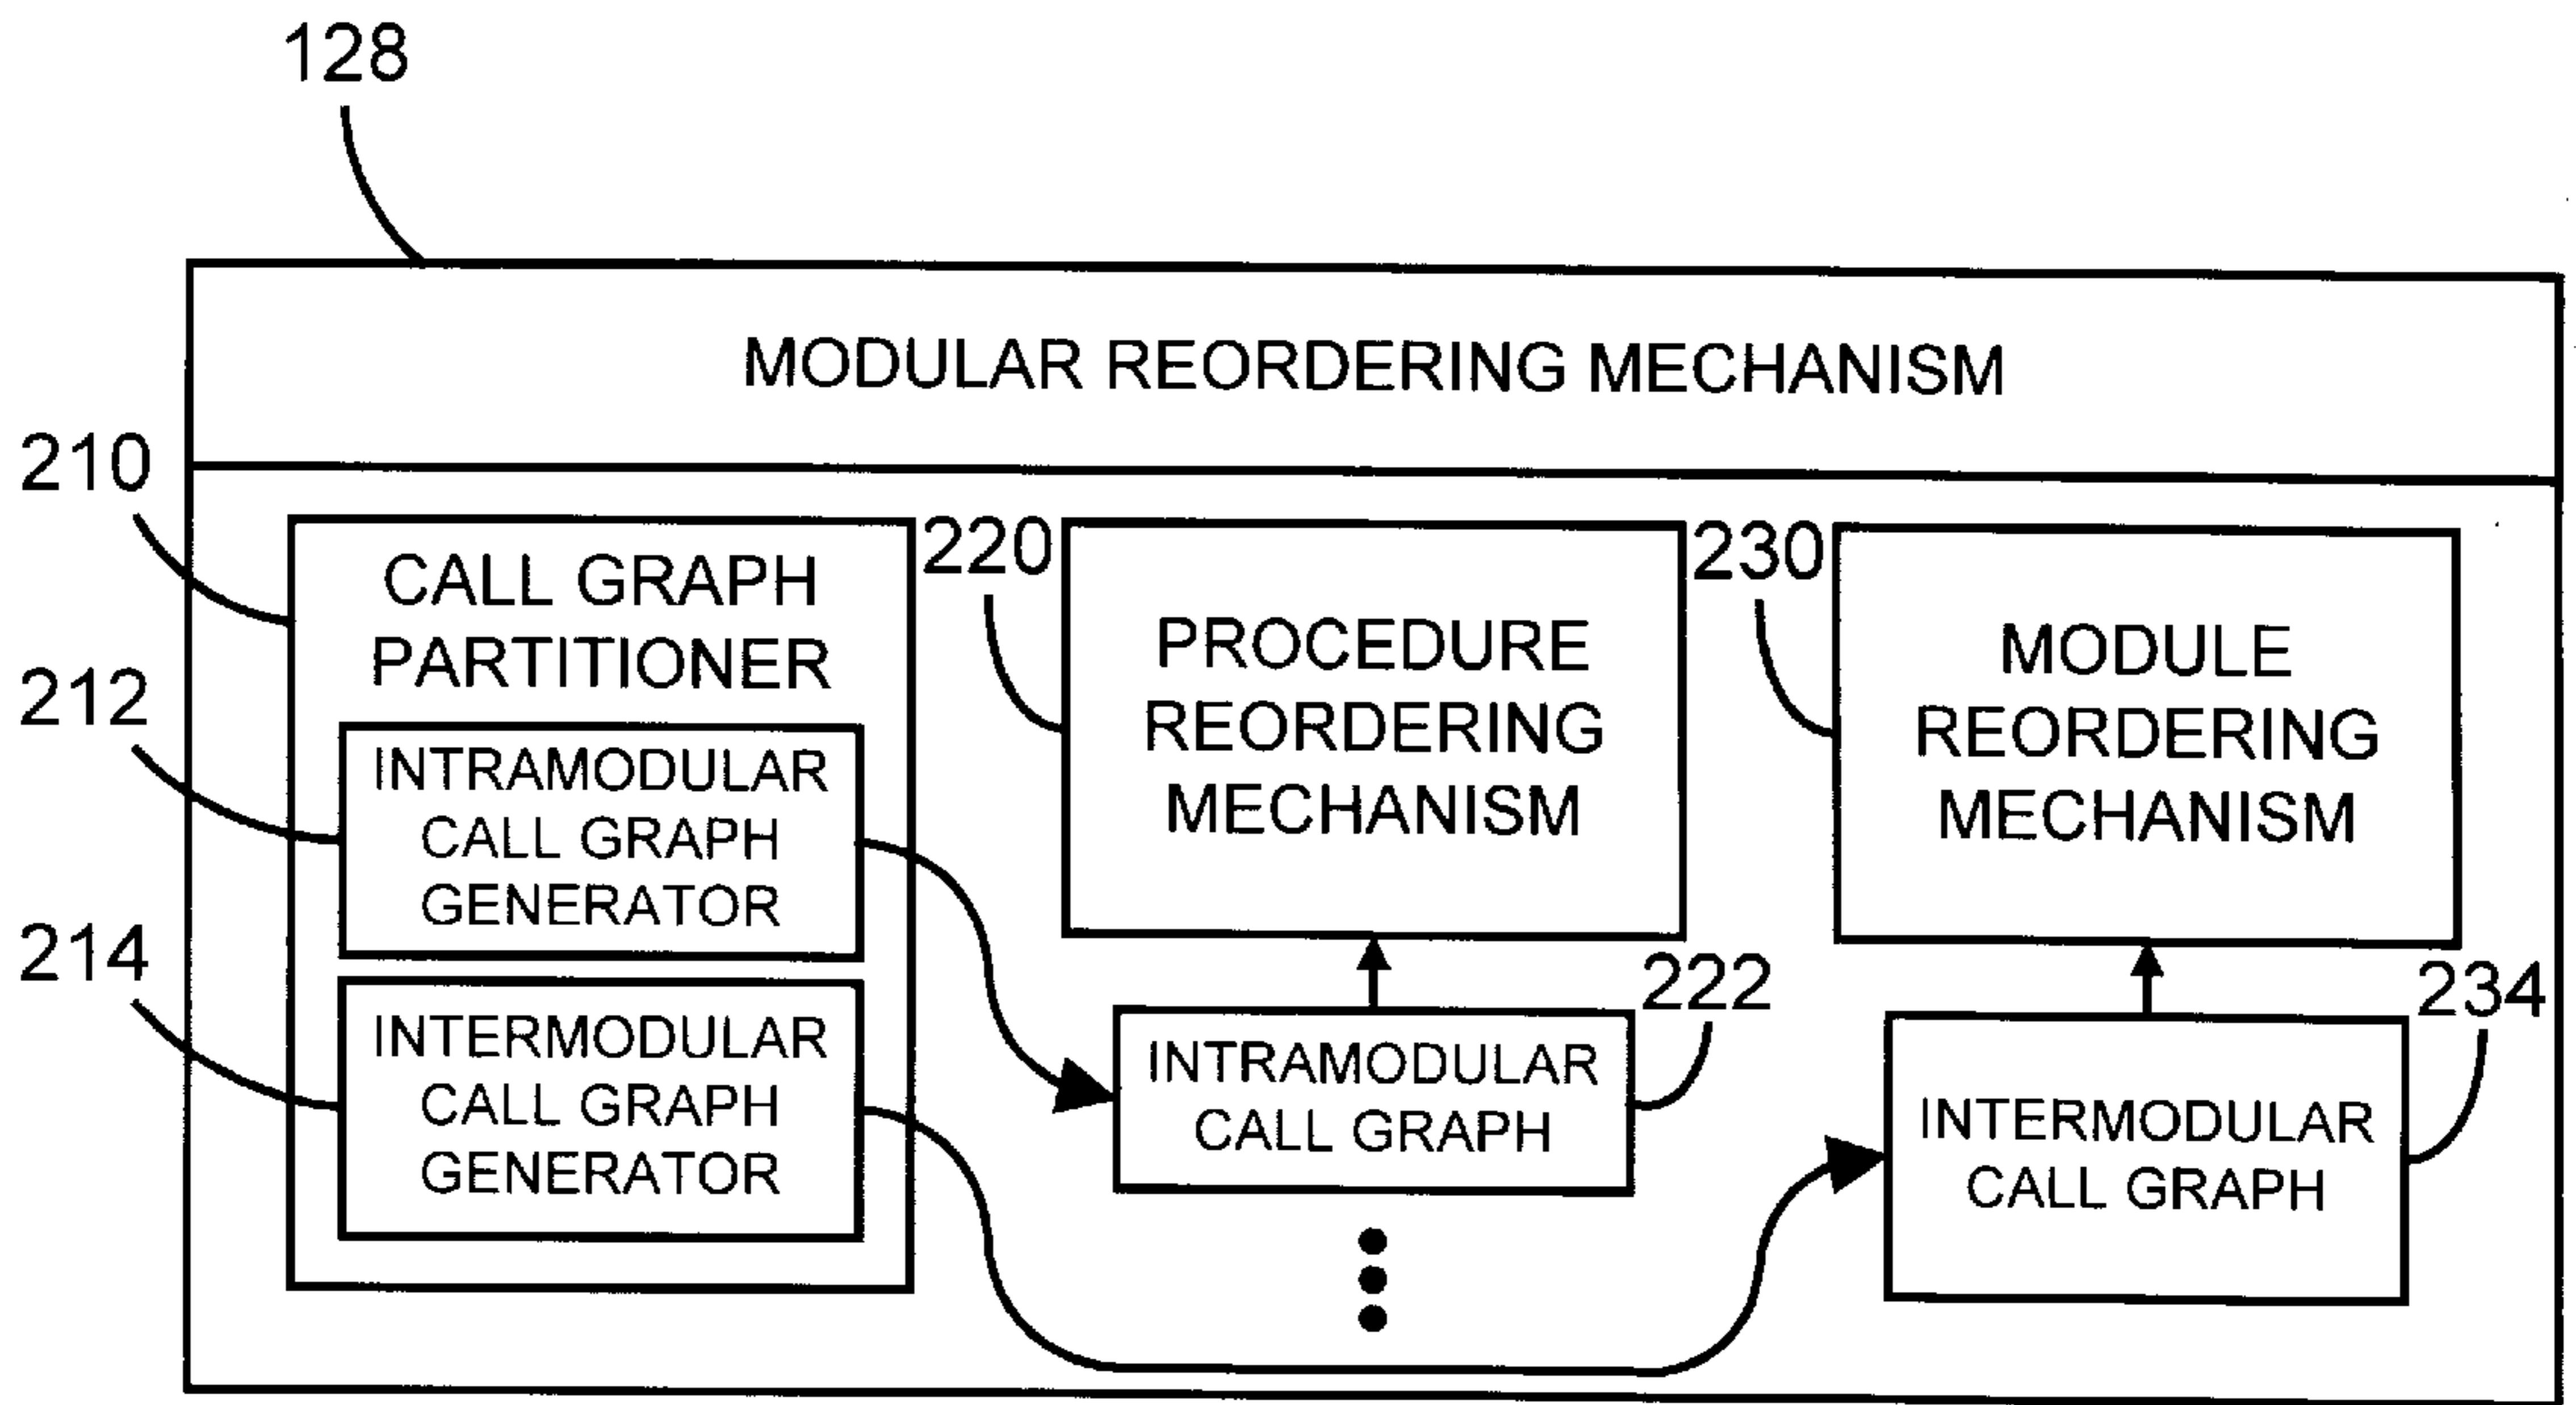 128
MODULAR REORDERING MECHANISM
210
CALL GRAPH
PARTITIONER
212
INTRAMODULAR
CALL GRAPH
GENERATOR
214
INTERMODULAR
CALL GRAPH
GENERATOR
220
PROCEDURE
REORDERING
MECHANISM
222
INTRAMODULAR
CALL GRAPH
230
MODULE
REORDERING
MECHANISM
234
INTERMODULAR
CALL GRAPH